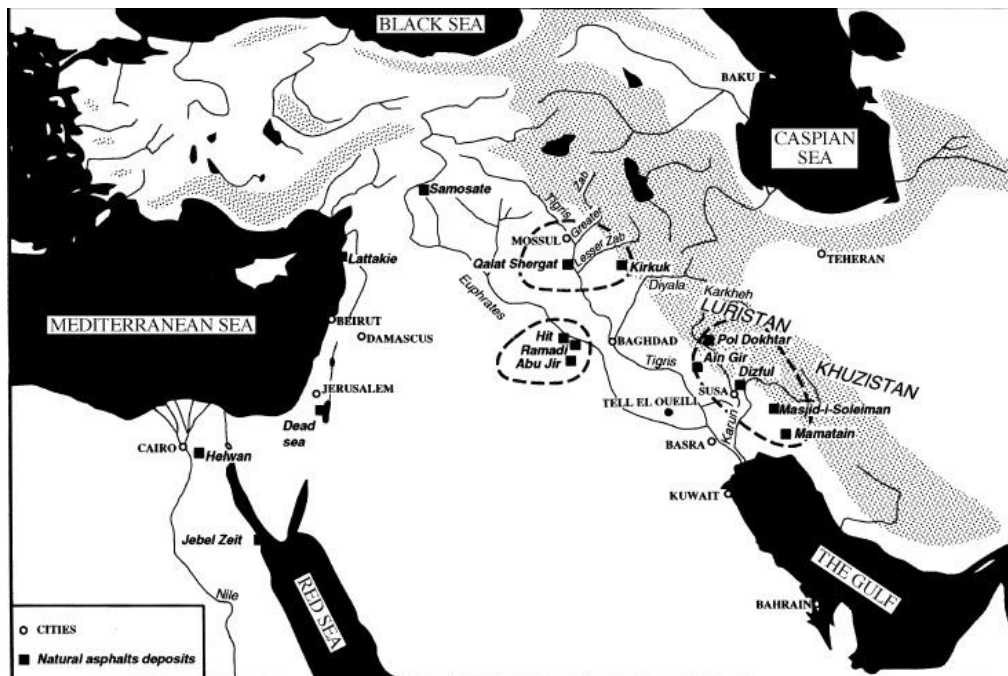 BLACK SEA
BAKU
CASPIAN
SEA
Samosate
Tigris
Greater
Zab
MOSSUL
Lesser Zab
Qalat Shergat
Kirkuk
TEHERAN
Lattakie
Diyala
Euphrates
Karkheh
MEDITERRANEAN SEA
BEIRUT
DAMASCUS
LURISTAN
Hit
Ramadi
Abu Jir
BAGHDAD
Pol Dokhtar
Tigris
Ain Gir
Dizful
KHUZISTAN
JERUSALEM
SUSA
TELL EL OUEILI
Masjid-i-Soleiman
Dead
sea
Karun
Mamatain
CAIRO
Helwan
BASRA
KUWAIT
Jebel Zeit
THE GULF
Nile
RED SEA
BAHRAIN
CITIES
Natural asphalts deposits